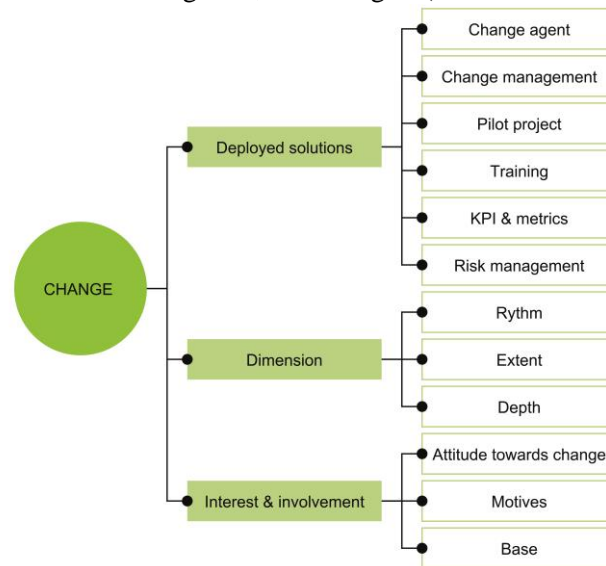 Change agent
Change management
Deployed solutions
Pilot project
Training
KPI & metrics
Risk management
CHANGE
Rythm
Dimension
Extent
Depth
Attitude towards change
Interest & involvement
Motives
Base